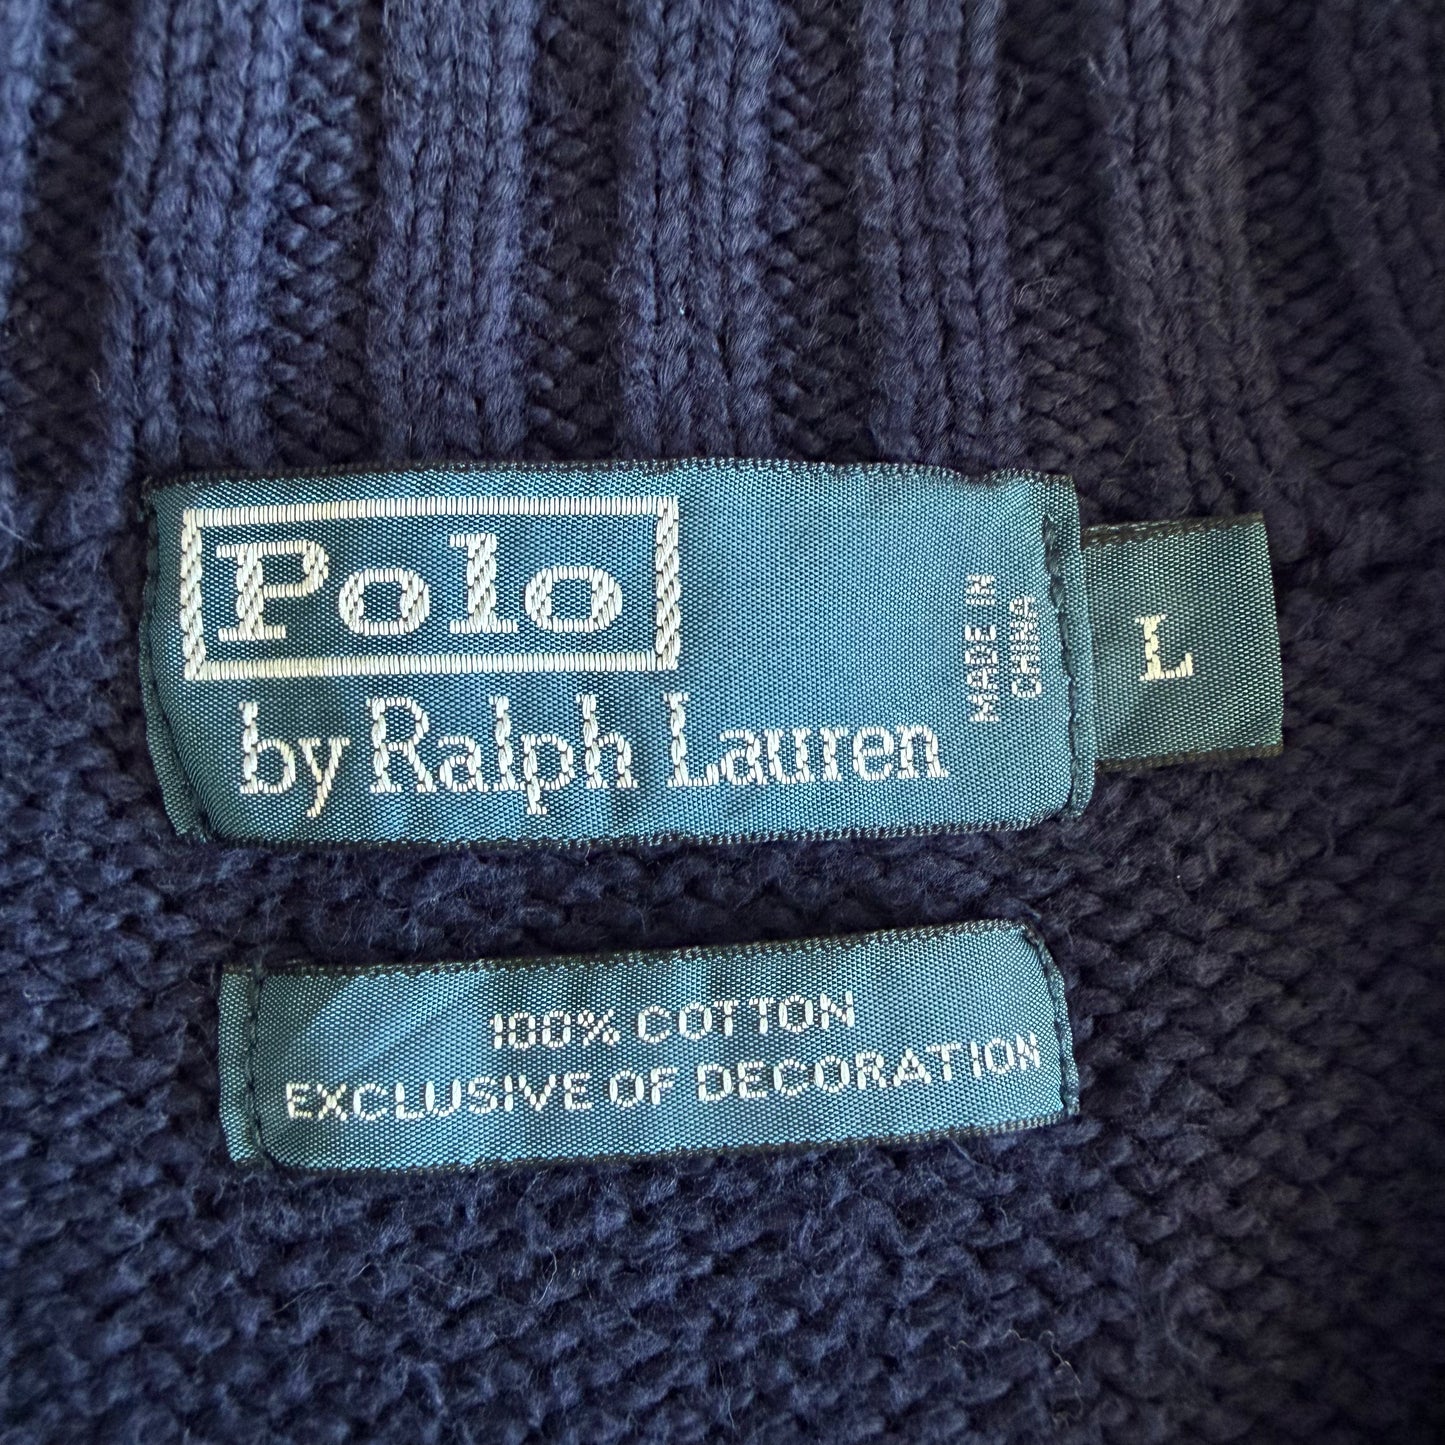 Polo
by Ralph Lauren
MADE IN
CHINA
L
100% COTTON
EXCLUSIVE OF DECORATION